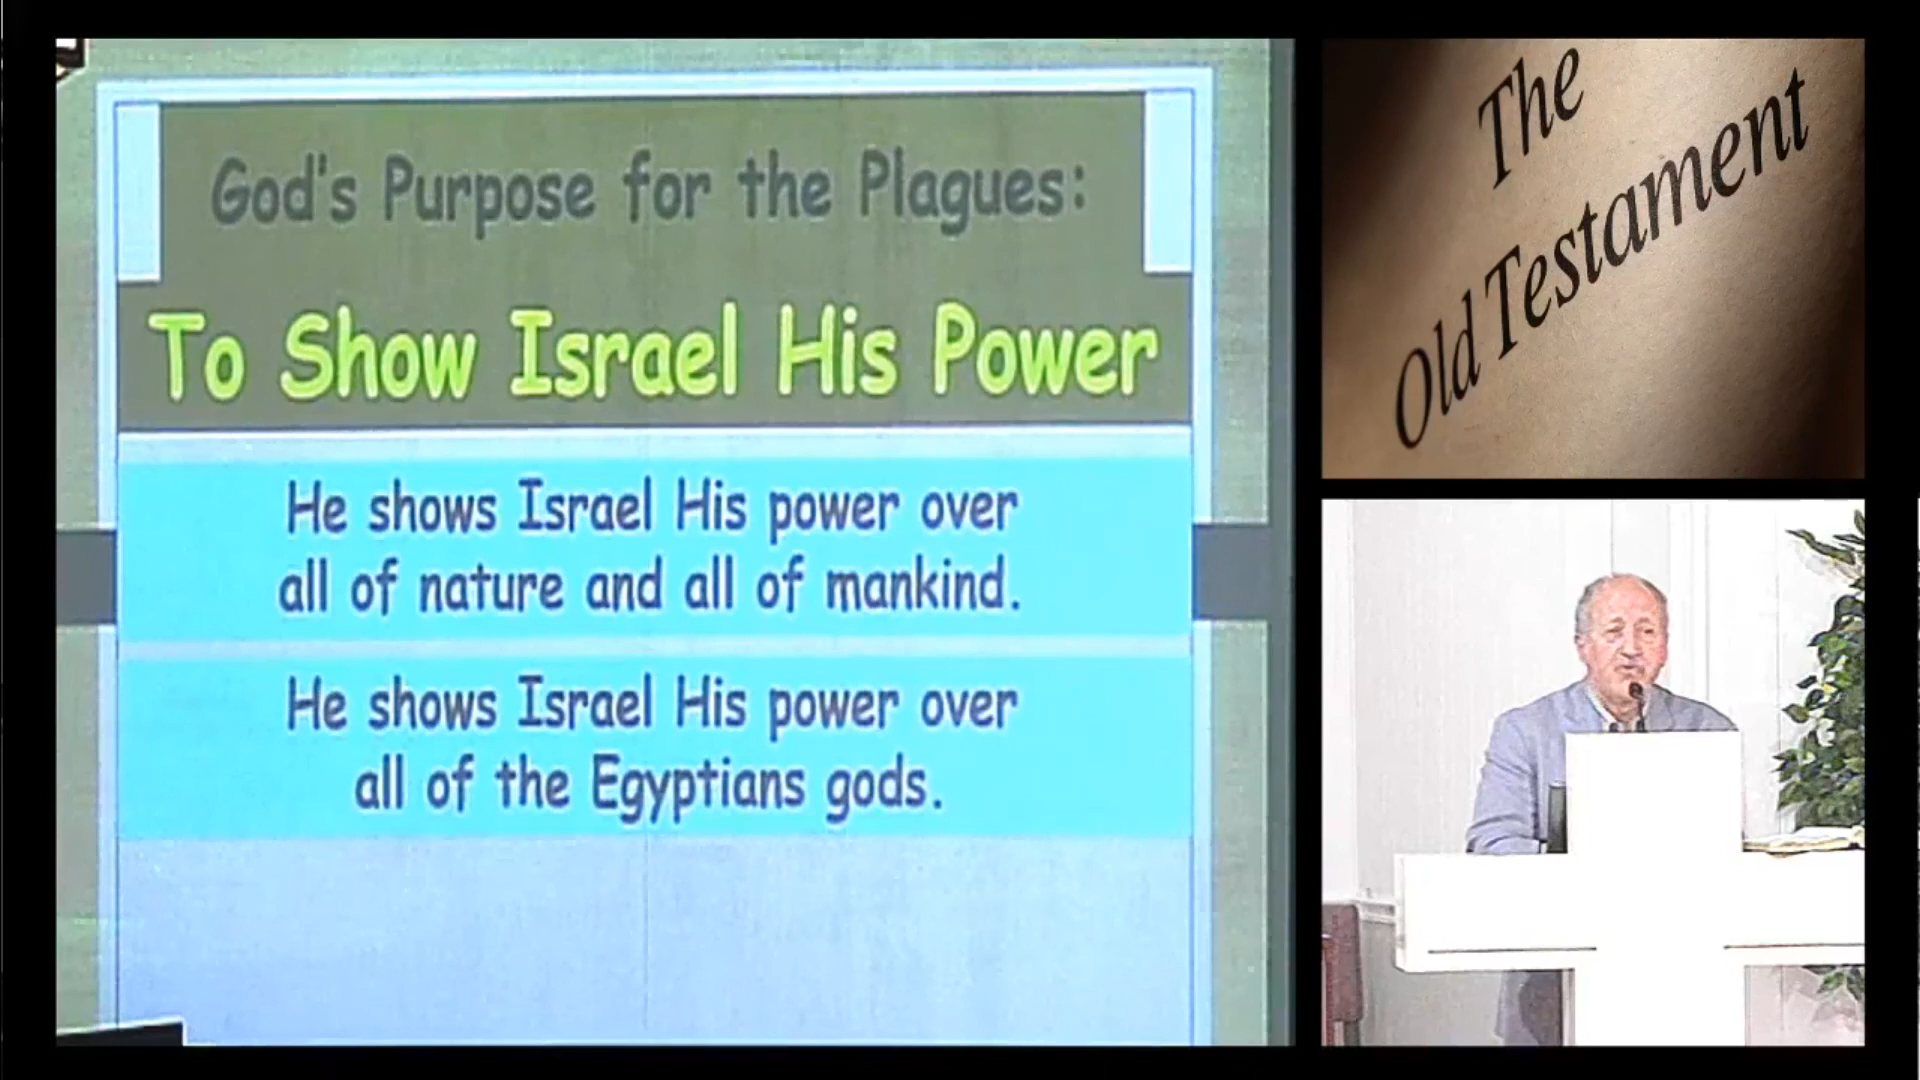 God's Purpose for the Plagues:
To Show Israel His Power
He shows Israel His power over
all of nature and all of mankind.
He shows Israel His power over
all of the Egyptians gods.
The
Old Testament